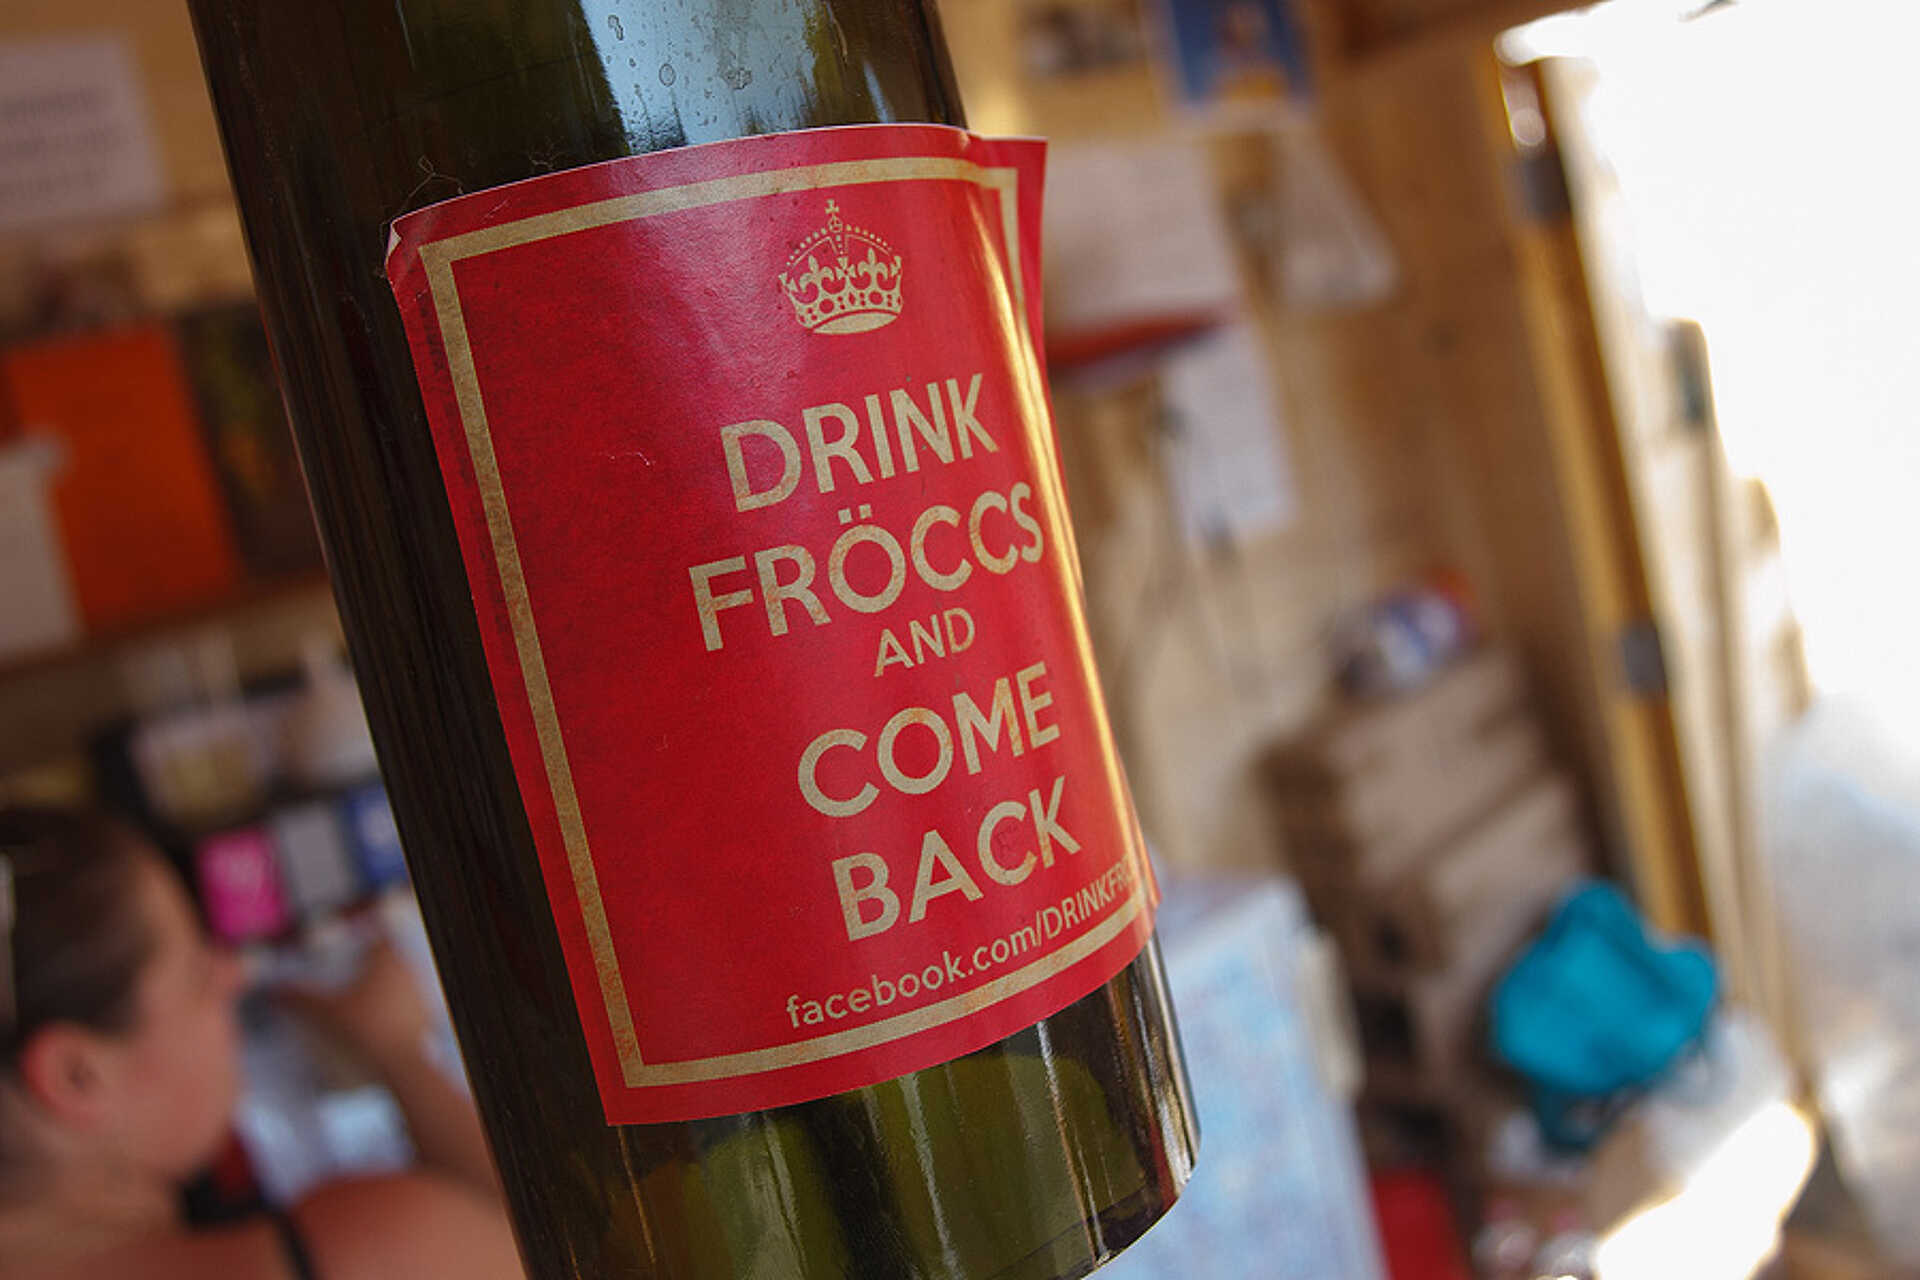 DRINK
FRÖCCS
AND
COME
BACK
facebook.com/DRINKFR